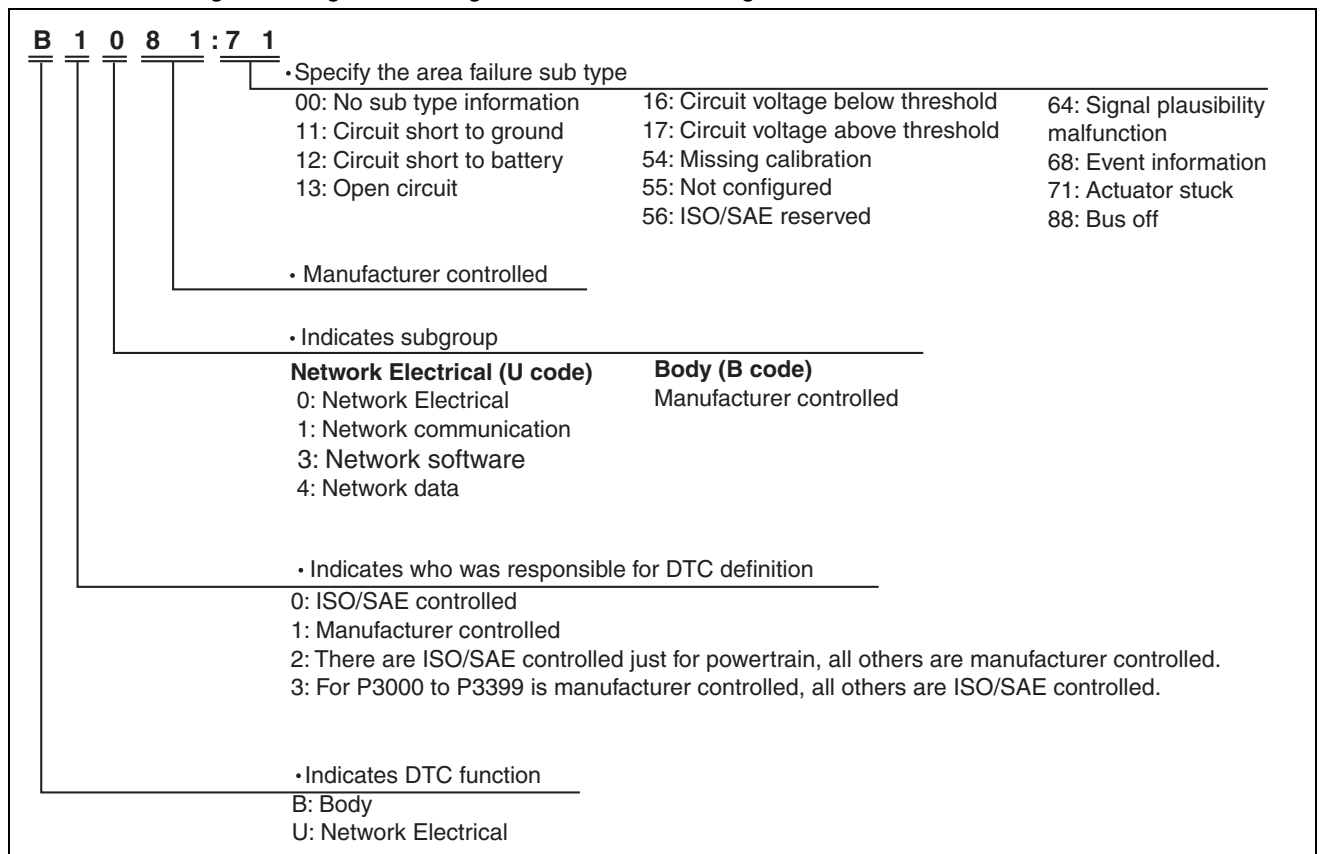 B 1 0 8 1 : 7 1
•Specify the area failure sub type
00: No sub type information
11: Circuit short to ground
12: Circuit short to battery
13: Open circuit
16: Circuit voltage below threshold
17: Circuit voltage above threshold
54: Missing calibration
55: Not configured
56: ISO/SAE reserved
64: Signal plausibility
malfunction
68: Event information
71: Actuator stuck
88: Bus off
• Manufacturer controlled
• Indicates subgroup
Network Electrical (U code)
0: Network Electrical
1: Network communication
3: Network software
4: Network data
Body (B code)
Manufacturer controlled
• Indicates who was responsible for DTC definition
0: ISO/SAE controlled
1: Manufacturer controlled
2: There are ISO/SAE controlled just for powertrain, all others are manufacturer controlled.
3: For P3000 to P3399 is manufacturer controlled, all others are ISO/SAE controlled.
•Indicates DTC function
B: Body
U: Network Electrical